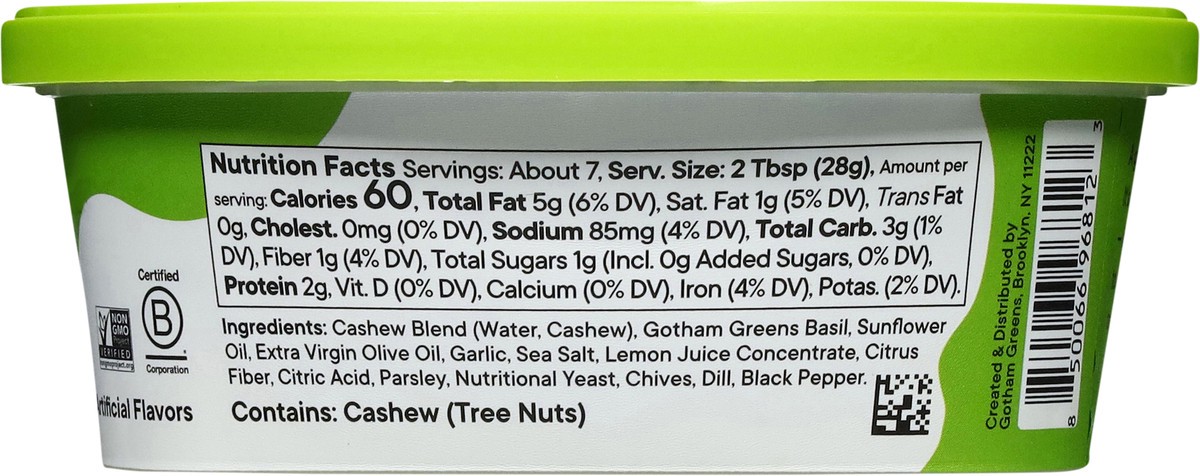 Nutrition Facts Servings: About 7, Serv. Size: 2 Tbsp (28g), Amount per
serving: Calories 60, Total Fat 5g (6% DV), Sat. Fat 1g (5% DV), Trans Fat
0g, Cholest. 0mg (0% DV), Sodium 85mg (4% DV), Total Carb. 3g (1%
DV), Fiber 1g (4% DV), Total Sugars 1g (Incl. 0g Added Sugars, 0% DV),
Protein 2g, Vit. D (0% DV), Calcium (0% DV), Iron (4% DV), Potas. (2% DV).
Ingredients: Cashew Blend (Water, Cashew), Gotham Greens Basil, Sunflower
Oil, Extra Virgin Olive Oil, Garlic, Sea Salt, Lemon Juice Concentrate, Citrus
Fiber, Citric Acid, Parsley, Nutritional Yeast, Chives, Dill, Black Pepper.
Contains: Cashew (Tree Nuts)
Certified
B
Corporation
NON
GMO
Project
VERIFIED
nongmoproject.org
Artificial Flavors
Created & Distributed by
Gotham Greens, Brooklyn, NY 11222
8 50066 96812 3